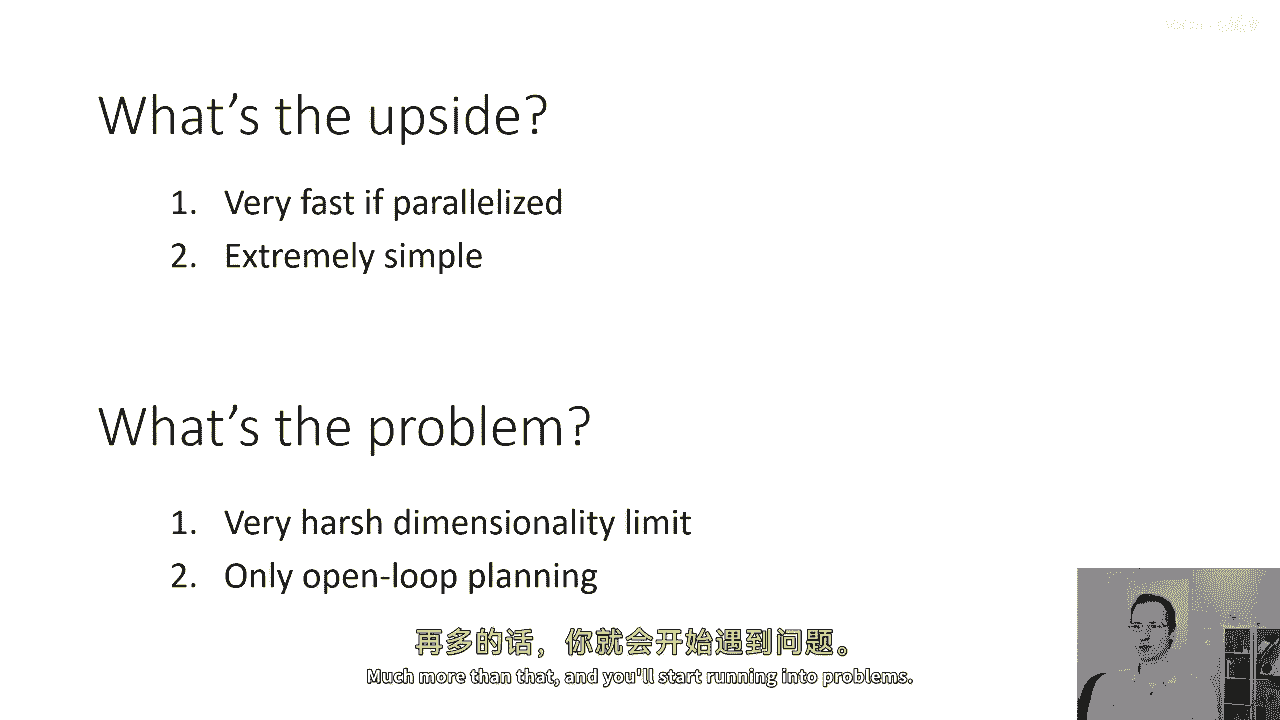 What's the upside?
1. Very fast if parallelized
2. Extremely simple
What's the problem?
1. Very harsh dimensionality limit
2. Only open-loop planning
再多的话，你就会开始遇到问题。
Much more than that, and you'll start running into problems.